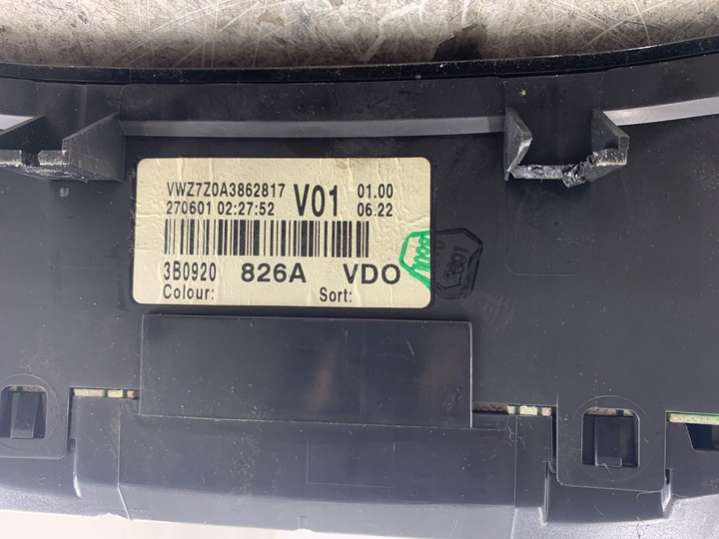 VWZ7Z0A3862817 V01 01.00
270601 02:27:52 06.22
3B0920 826A VDO
Colour: Sort: